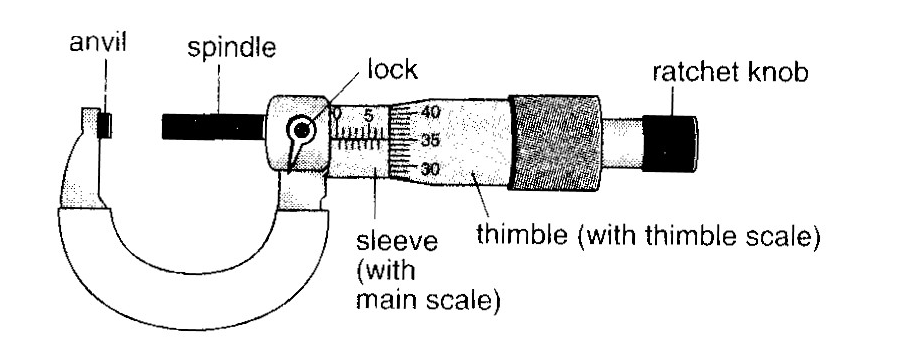 anvil
spindle
lock
ratchet knob
0 5
40
35
30
sleeve
(with
main scale)
thimble (with thimble scale)